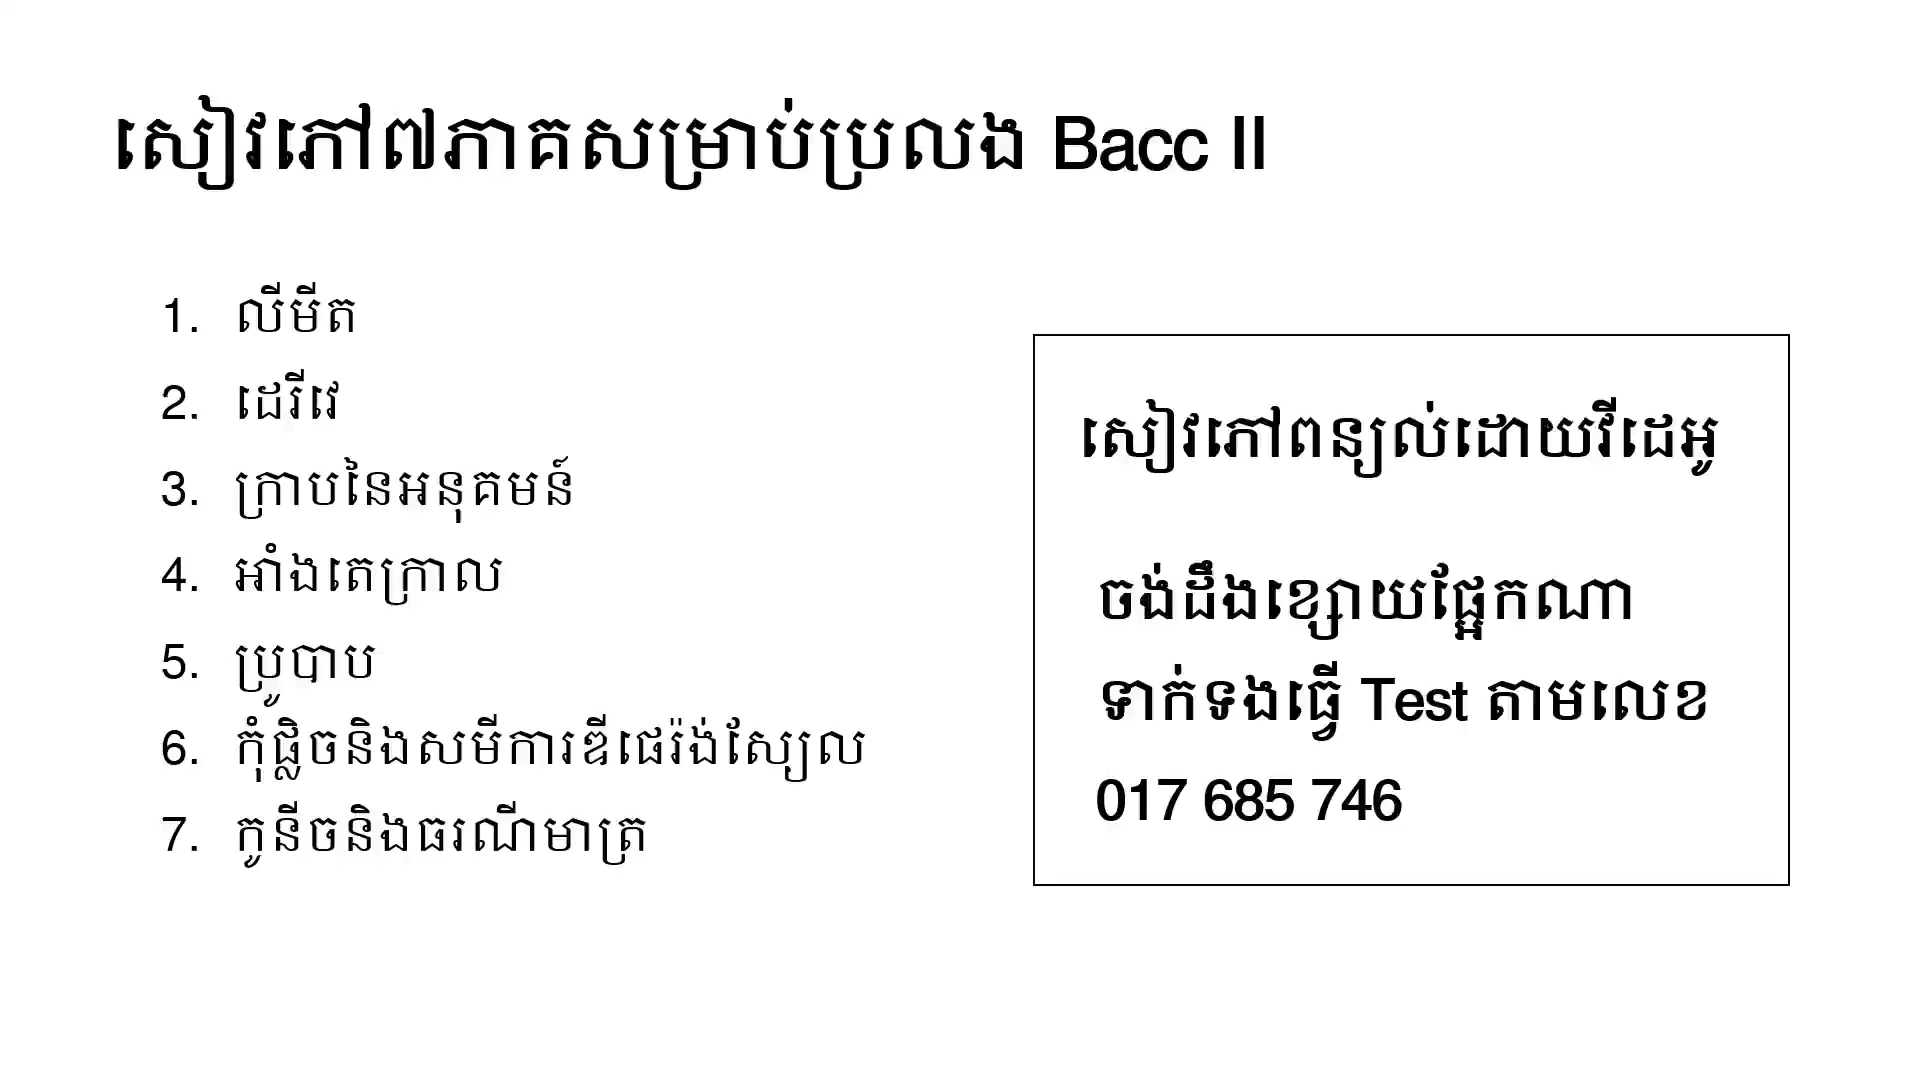 សៀវភៅ៧ភាគសម្រាប់ប្រលង Bacc II
1. លីមីត
2. ដេរីវេ
3. ក្រាបនៃអនុគមន៍
4. អាំងតេក្រាល
5. ប្រូបាប
6. កុំផ្លិចនិងសមីការឌីផេរ៉ង់ស្យែល
7. កូនីចនិងធរណីមាត្រ
សៀវភៅពន្យល់ដោយវីដេអូ
ចង់ដឹងខ្សោយផ្អែកណា
ទាក់ទងធ្វើ Test តាមលេខ
017 685 746